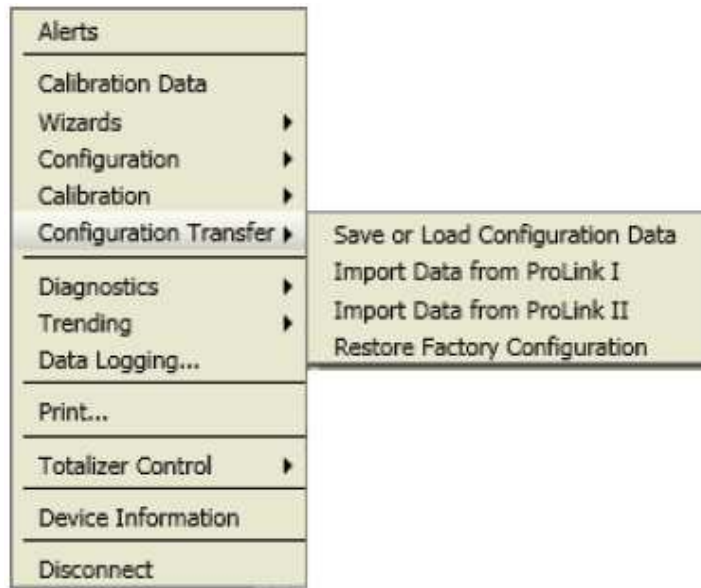 Alerts
Calibration Data
Wizards
Configuration
Calibration
Configuration Transfer
Save or Load Configuration Data
Import Data from ProLink I
Import Data from ProLink II
Restore Factory Configuration
Diagnostics
Trending
Data Logging...
Print...
Totalizer Control
Device Information
Disconnect